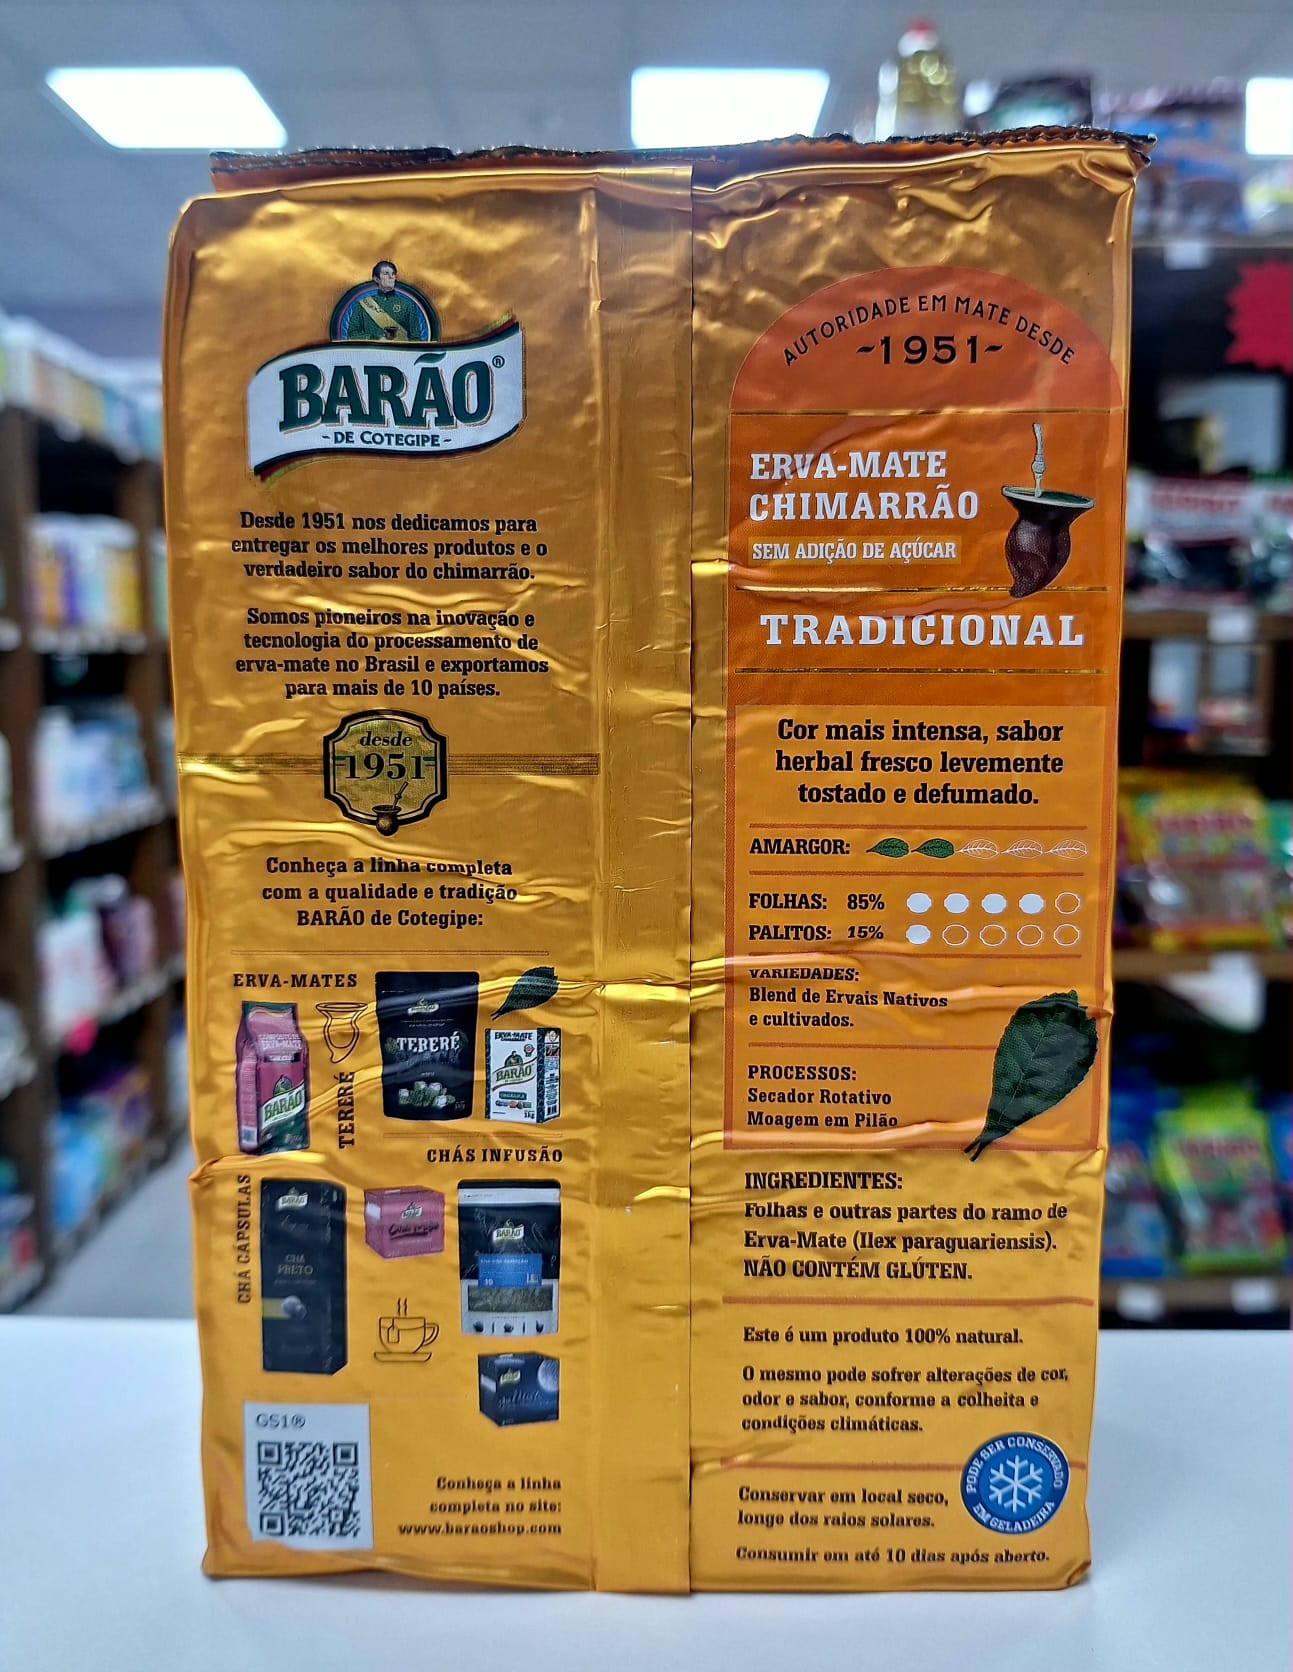 BARÃO®
- DE COTEGIPE -
Desde 1951 nos dedicamos para
entregar os melhores produtos e o
verdadeiro sabor do chimarrão.
Somos pioneiros na inovação e
tecnologia do processamento de
erva-mate no Brasil e exportamos
para mais de 10 países.
desde
1951
Conheça a linha completa
com a qualidade e tradição
BARÃO de Cotegipe:
ERVA-MATES
ERVA-MATE
BARÃO
TERERÉ
TERERÉ
ERVA-MATE
BARÃO
CHÁS INFUSÃO
CHÁ CÁPSULAS
BARÃO
CHÁ
PRETO
BARÃO
GS1®
Conheça a linha
completa no site:
www.baraoshop.com
AUTORIDADE EM MATE DESDE
~1951~
ERVA-MATE
CHIMARRÃO
SEM ADIÇÃO DE AÇÚCAR
TRADICIONAL
Cor mais intensa, sabor
herbal fresco levemente
tostado e defumado.
AMARGOR:
FOLHAS: 85%
PALITOS: 15%
VARIEDADES:
Blend de Ervais Nativos
e cultivados.
PROCESSOS:
Secador Rotativo
Moagem em Pilão
INGREDIENTES:
Folhas e outras partes do ramo de
Erva-Mate (Ilex paraguariensis).
NÃO CONTÉM GLÚTEN.
Este é um produto 100% natural.
O mesmo pode sofrer alterações de cor,
odor e sabor, conforme a colheita e
condições climáticas.
Conservar em local seco,
longe dos raios solares.
PODE SER CONSERVADO
EM GELADEIRA
Consumir em até 10 dias após aberto.